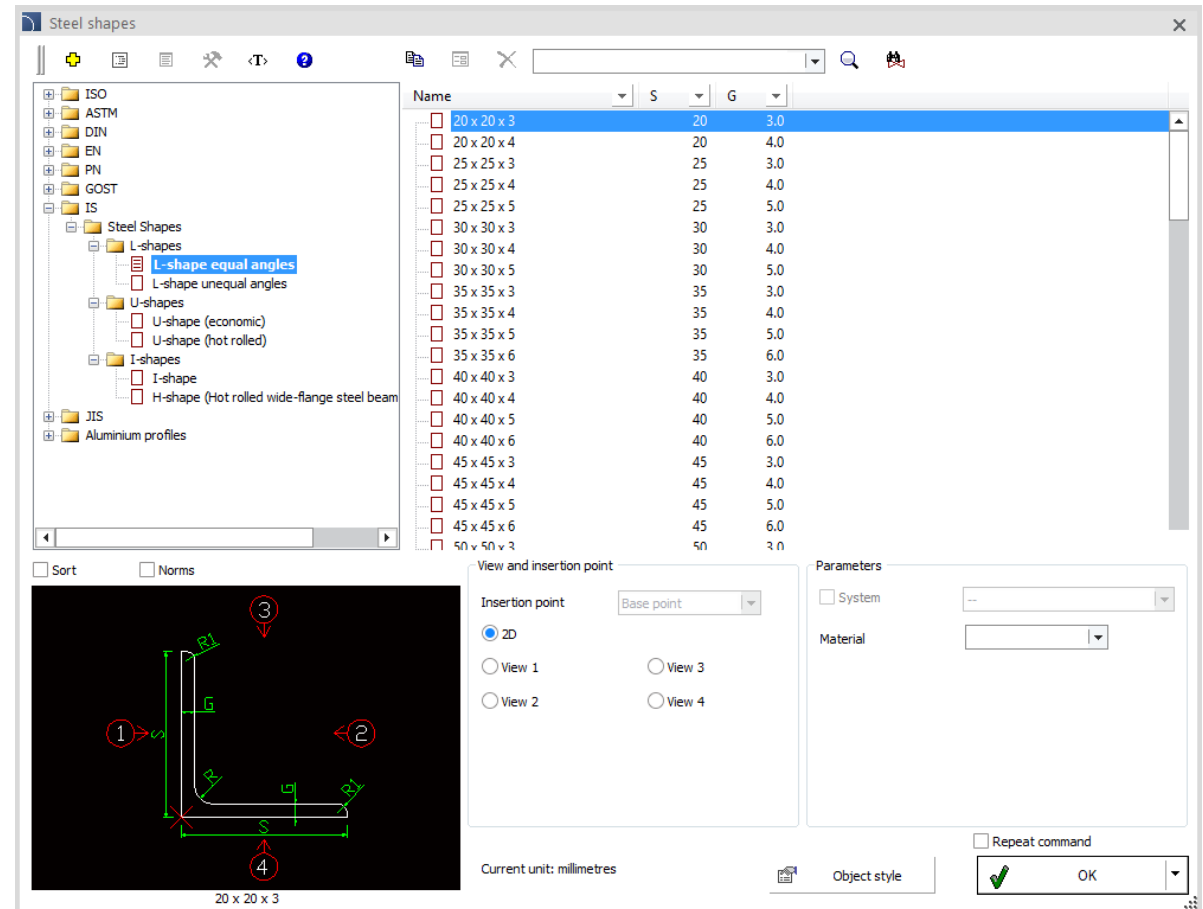 Steel shapes
<T>
ISO
ASTM
DIN
EN
PN
GOST
IS
Steel Shapes
L-shapes
L-shape equal angles
L-shape unequal angles
U-shapes
U-shape (economic)
U-shape (hot rolled)
I-shapes
I-shape
H-shape (Hot rolled wide-flange steel beam
JIS
Aluminium profiles
Name S G
20 x 20 x 3 20 3.0
20 x 20 x 4 20 4.0
25 x 25 x 3 25 3.0
25 x 25 x 4 25 4.0
25 x 25 x 5 25 5.0
30 x 30 x 3 30 3.0
30 x 30 x 4 30 4.0
30 x 30 x 5 30 5.0
35 x 35 x 3 35 3.0
35 x 35 x 4 35 4.0
35 x 35 x 5 35 5.0
35 x 35 x 6 35 6.0
40 x 40 x 3 40 3.0
40 x 40 x 4 40 4.0
40 x 40 x 5 40 5.0
40 x 40 x 6 40 6.0
45 x 45 x 3 45 3.0
45 x 45 x 4 45 4.0
45 x 45 x 5 45 5.0
45 x 45 x 6 45 6.0
50 x 50 x 3 50 3.0
Sort Norms
3
R1
G
1
S
2
R
G
R1
S
4
20 x 20 x 3
View and insertion point
Insertion point Base point
2D
View 1 View 3
View 2 View 4
Current unit: millimetres
Parameters
System --
Material
Object style
Repeat command
OK